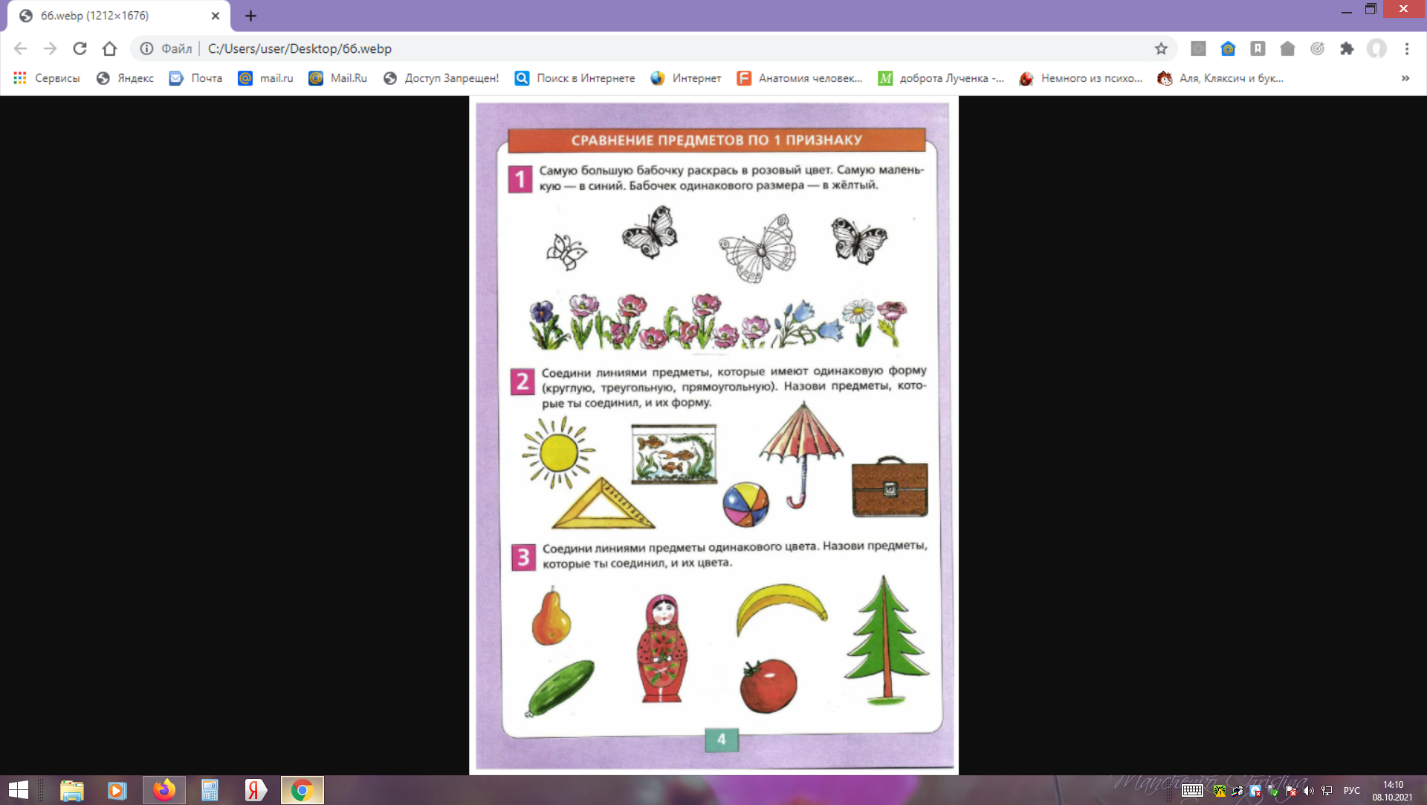 66.webp (1212×1676)
Файл
C:/Users/user/Desktop/66.webp
Сервисы
Яндекс
Почта
mail.ru
Mail.Ru
Доступ Запрещен!
Поиск в Интернете
Интернет
Анатомия человек...
доброта Лученка -...
Немного из психо...
Аля, Кляксич и бук...
»
СРАВНЕНИЕ ПРЕДМЕТОВ ПО 1 ПРИЗНАКУ
1
Самую большую бабочку раскрась в розовый цвет. Самую малень-
кую — в синий. Бабочек одинакового размера — в жёлтый.
2
Соедини линиями предметы, которые имеют одинаковую форму
(круглую, треугольную, прямоугольную). Назови предметы, кото-
рые ты соединил, и их форму.
3
Соедини линиями предметы одинакового цвета. Назови предметы,
которые ты соединил, и их цвета.
4
Manchenko Christina
РУС
14:10
08.10.2021